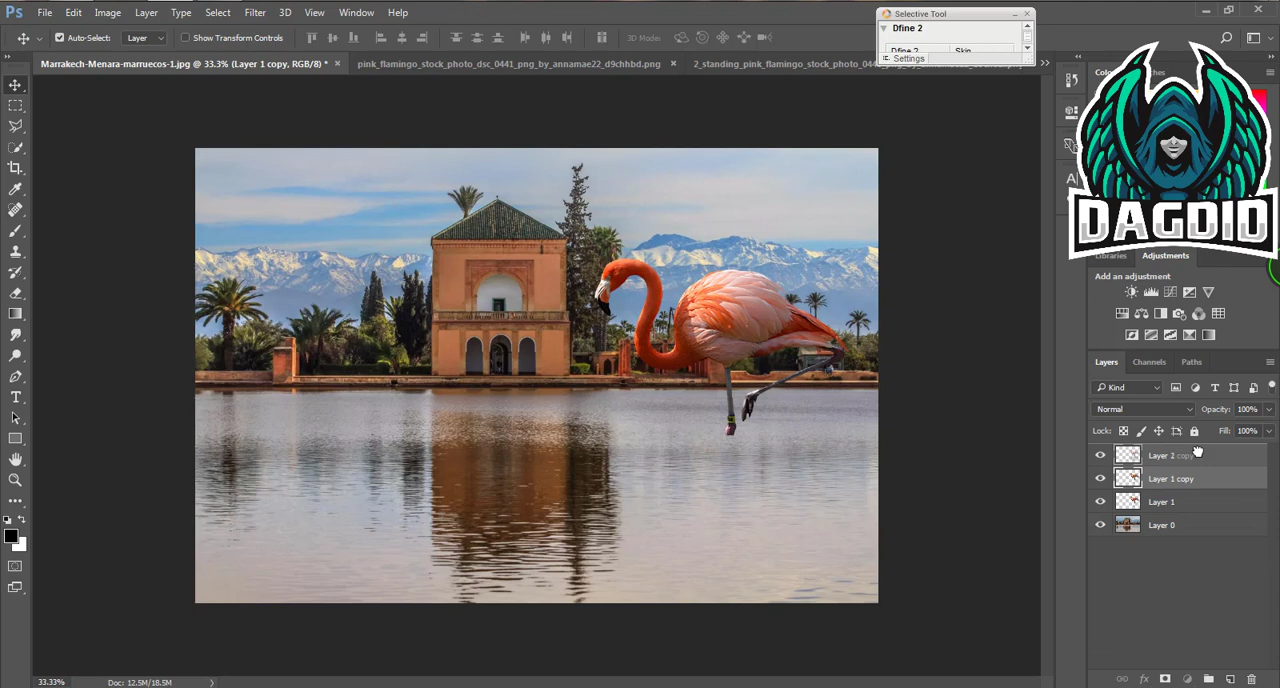 Ps File Edit Image Layer Type Select Filter 3D View Window Help
Selective Tool
Dfine 2
Dfine 2 Skin
Settings
Auto-Select: Layer Show Transform Controls 3D Mode:
Marrakech-Menara-marruecos-1.jpg @ 33.3% (Layer 1 copy, RGB/8) * × pink_flamingo_stock_photo_dsc_0441_png_by_annamae22_d9chhbd.png × 2_standing_pink_flamingo_stock_photo_
DAGDID
Libraries Adjustments
Add an adjustment
Layers Channels Paths
Kind
Normal Opacity: 100%
Lock: Fill: 100%
Layer 2 copy
Layer 1 copy
Layer 1
Layer 0
33.33% Doc: 12.5M/18.5M